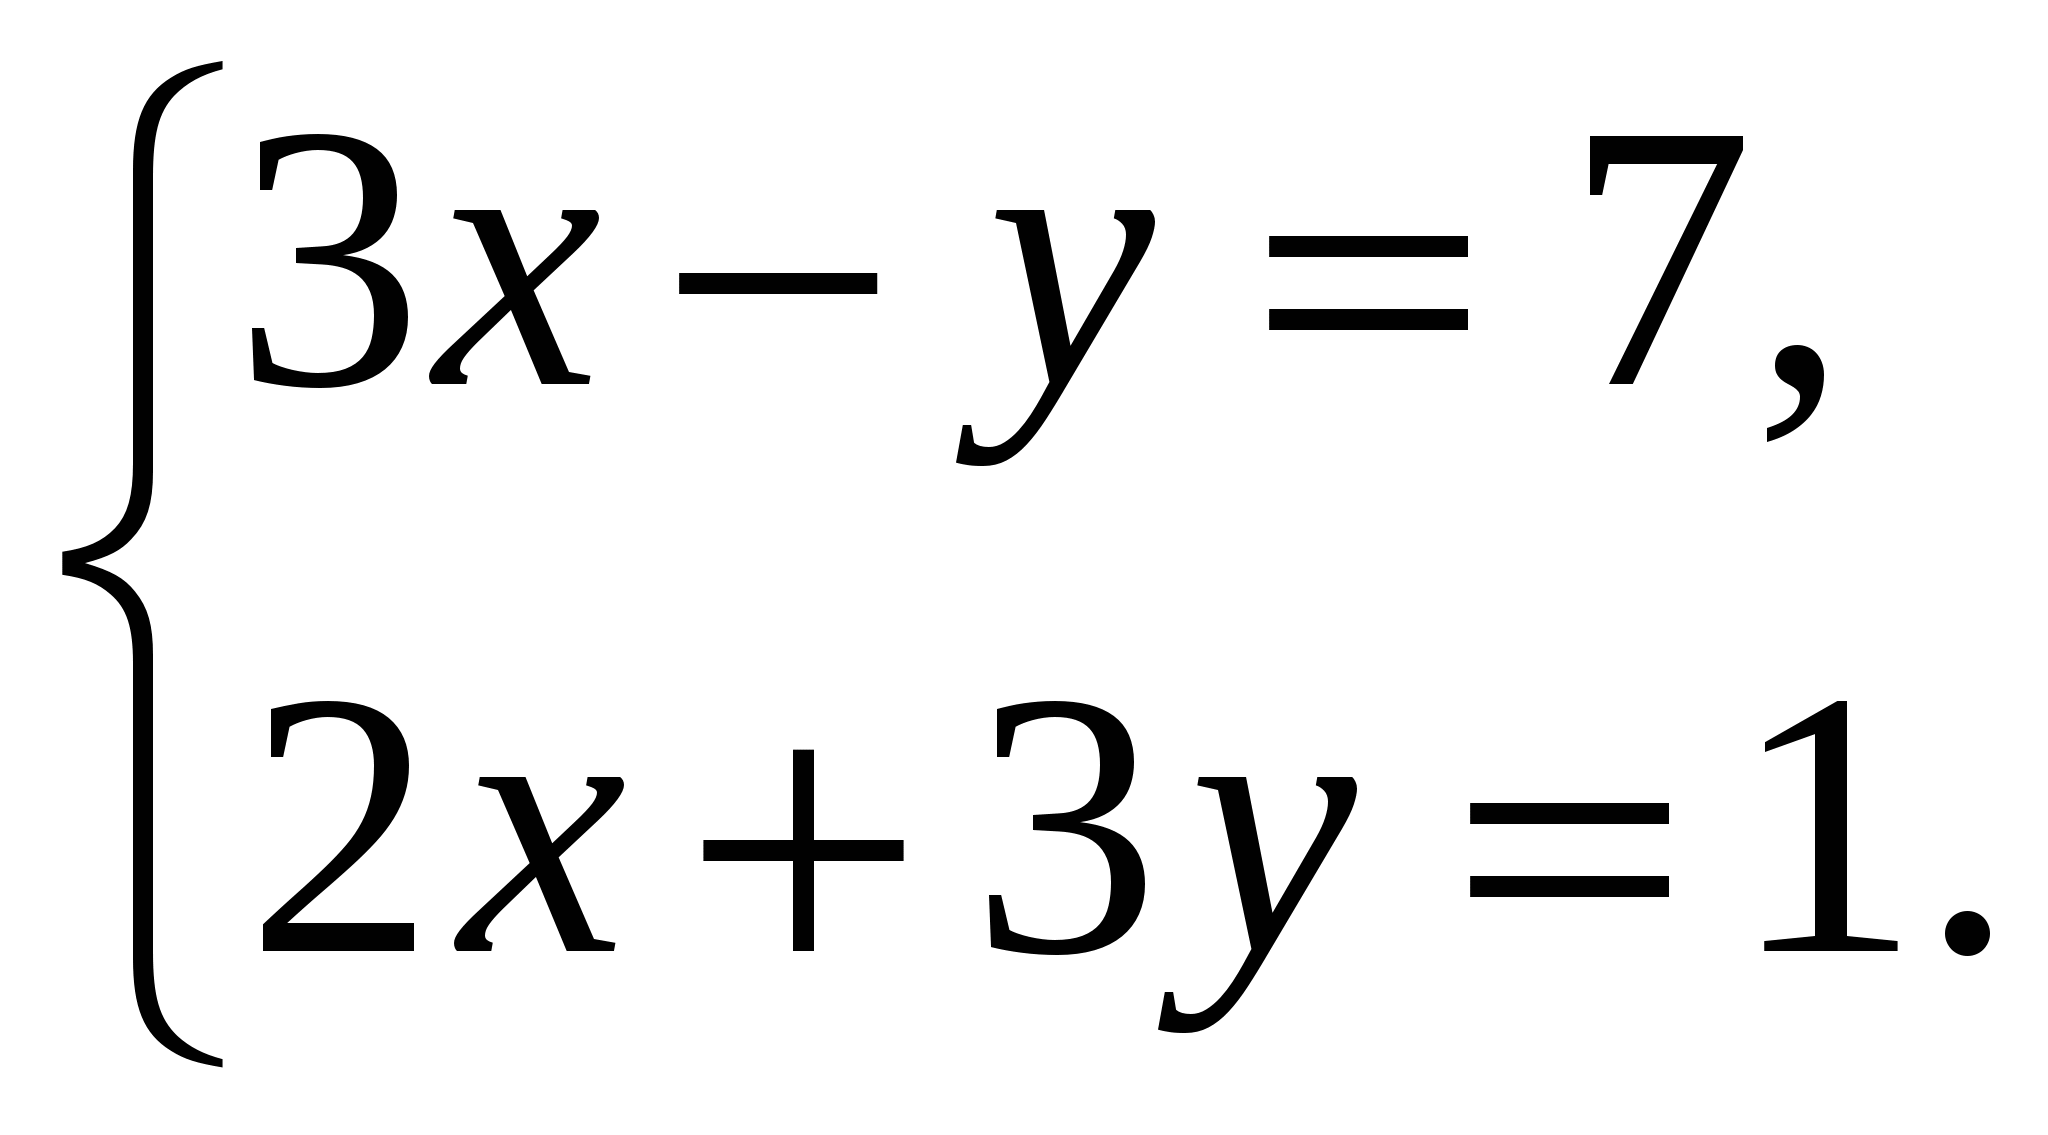 3x − y = 7,
2x + 3y = 1.